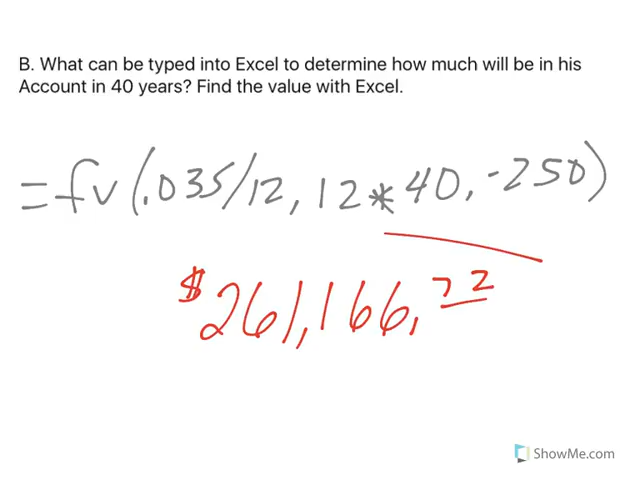 B. What can be typed into Excel to determine how much will be in his
Account in 40 years? Find the value with Excel.
=fv(.035/12, 12*40, -250)
$261,166.72
ShowMe.com